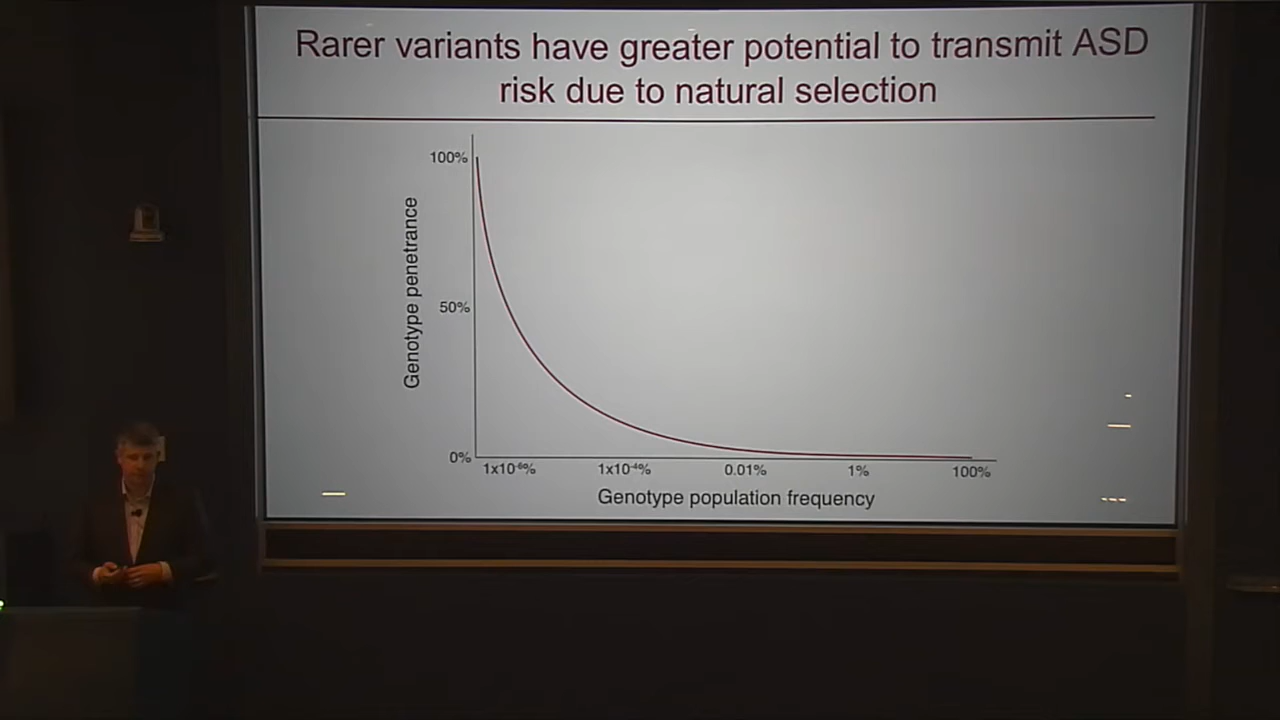 Rarer variants have greater potential to transmit ASD
risk due to natural selection
100%
Genotype penetrance
50%
0%
1x10⁻⁶% 1x10⁻⁴% 0.01% 1% 100%
Genotype population frequency